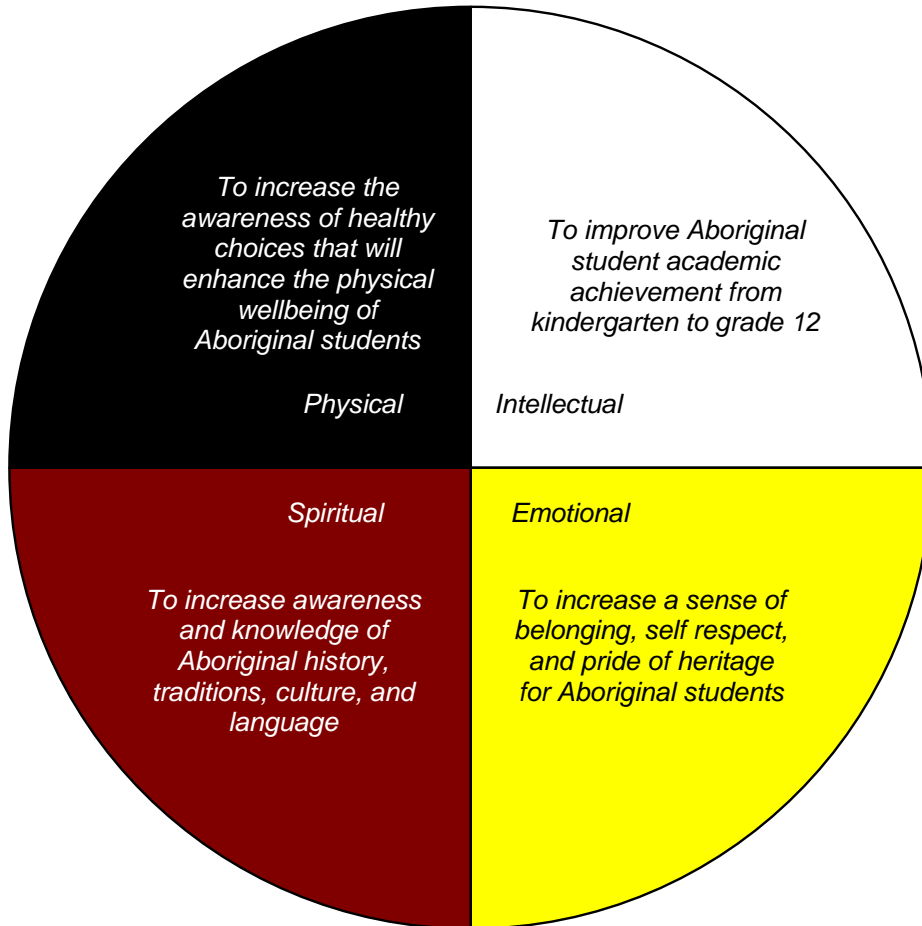 To increase the
awareness of healthy
choices that will
enhance the physical
wellbeing of
Aboriginal students
Physical
To improve Aboriginal
student academic
achievement from
kindergarten to grade 12
Intellectual
Spiritual
To increase awareness
and knowledge of
Aboriginal history,
traditions, culture, and
language
Emotional
To increase a sense of
belonging, self respect,
and pride of heritage
for Aboriginal students